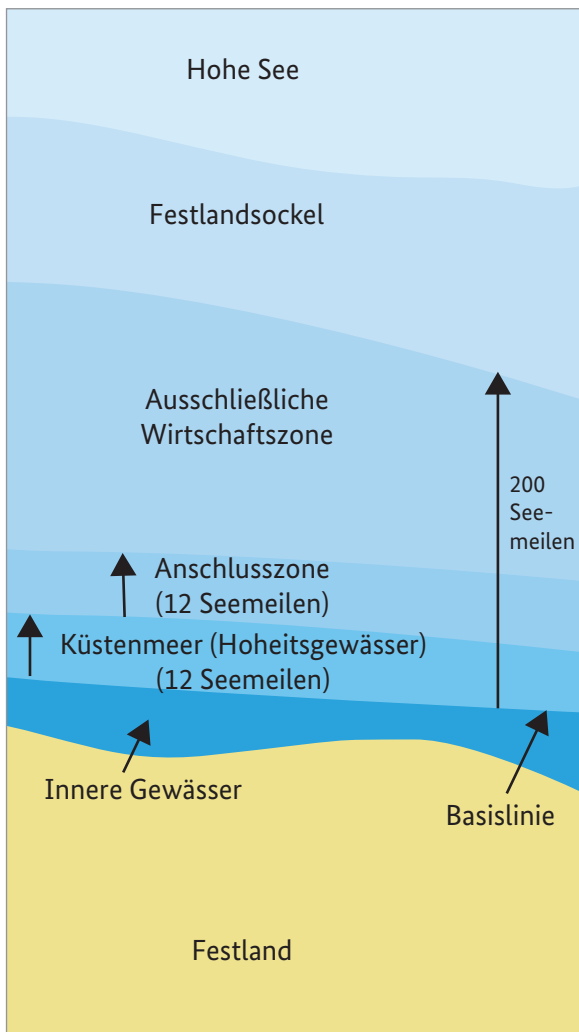 Hohe See
Festlandsockel
Ausschließliche
Wirtschaftszone
200
See-
meilen
Anschlusszone
(12 Seemeilen)
Küstenmeer (Hoheitsgewässer)
(12 Seemeilen)
Innere Gewässer
Basislinie
Festland